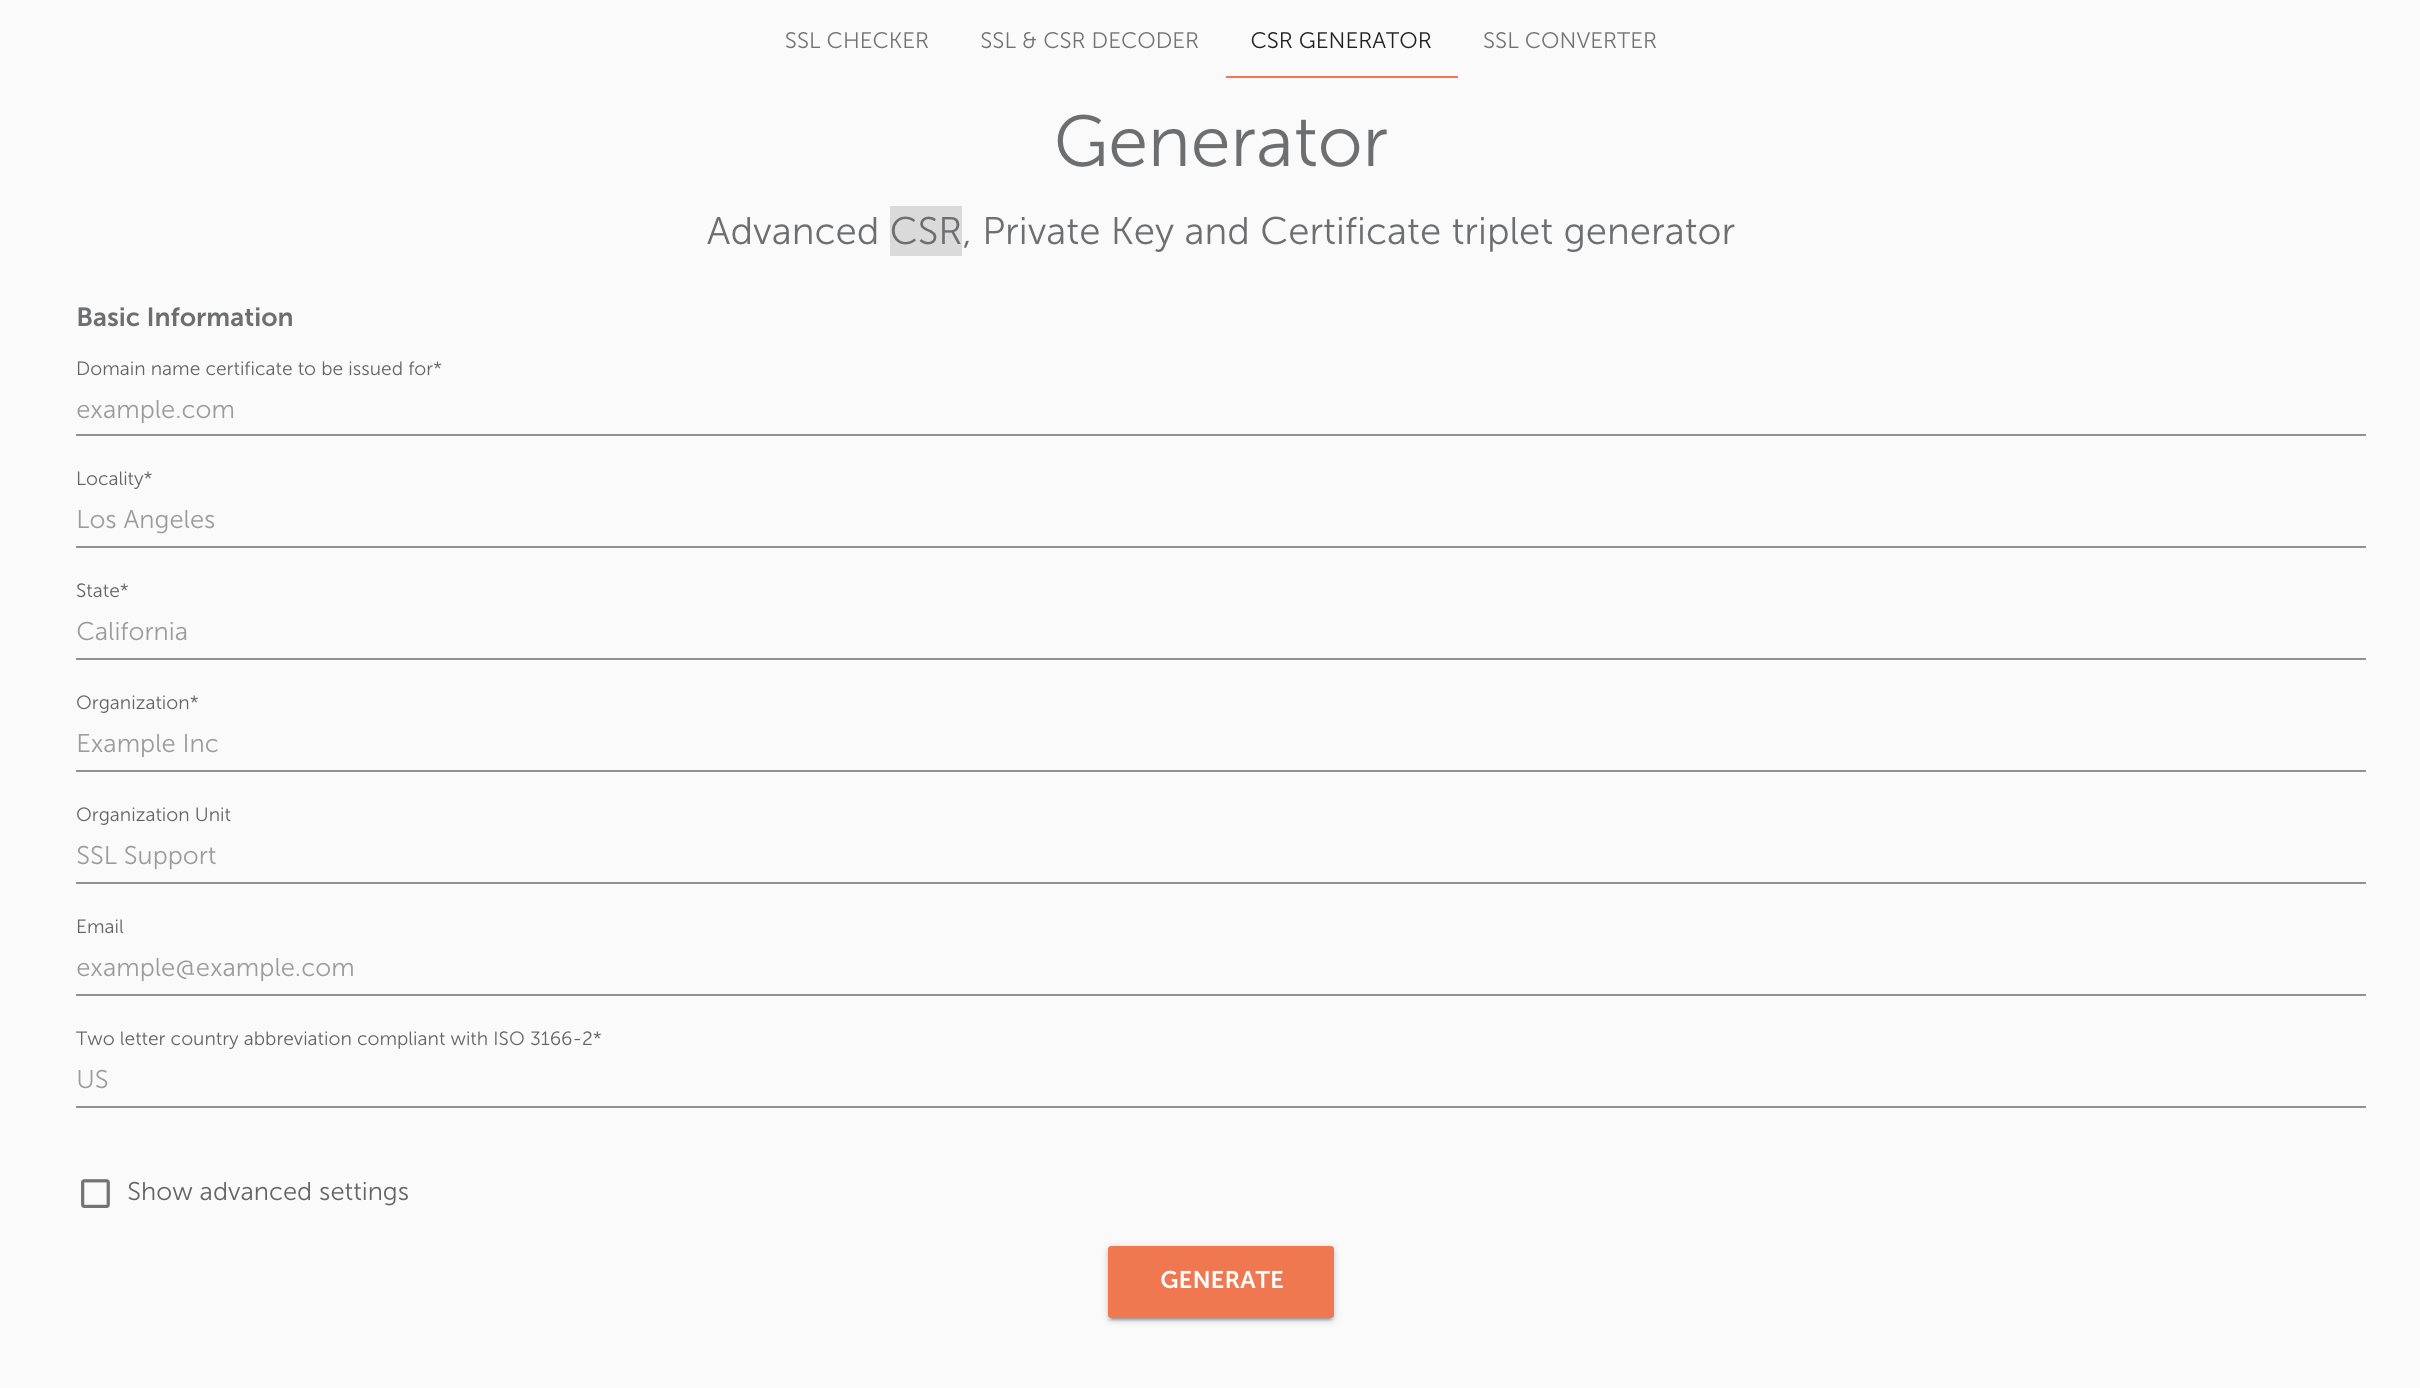 SSL CHECKER SSL & CSR DECODER CSR GENERATOR SSL CONVERTER
Generator
Advanced CSR, Private Key and Certificate triplet generator
Basic Information
Domain name certificate to be issued for*
example.com
Locality*
Los Angeles
State*
California
Organization*
Example Inc
Organization Unit
SSL Support
Email
example@example.com
Two letter country abbreviation compliant with ISO 3166-2*
US
Show advanced settings
GENERATE